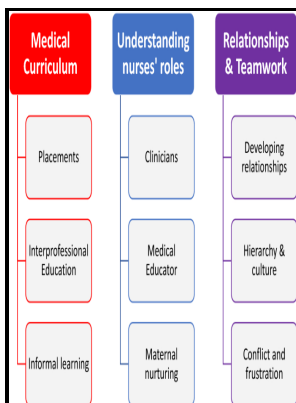 Medical
Curriculum
Placements
Interprofessional
Education
Informal learning
Understanding
nurses' roles
Clinicians
Medical
Educator
Maternal
nurturing
Relationships
& Teamwork
Developing
relationships
Hierarchy &
culture
Conflict and
frustration